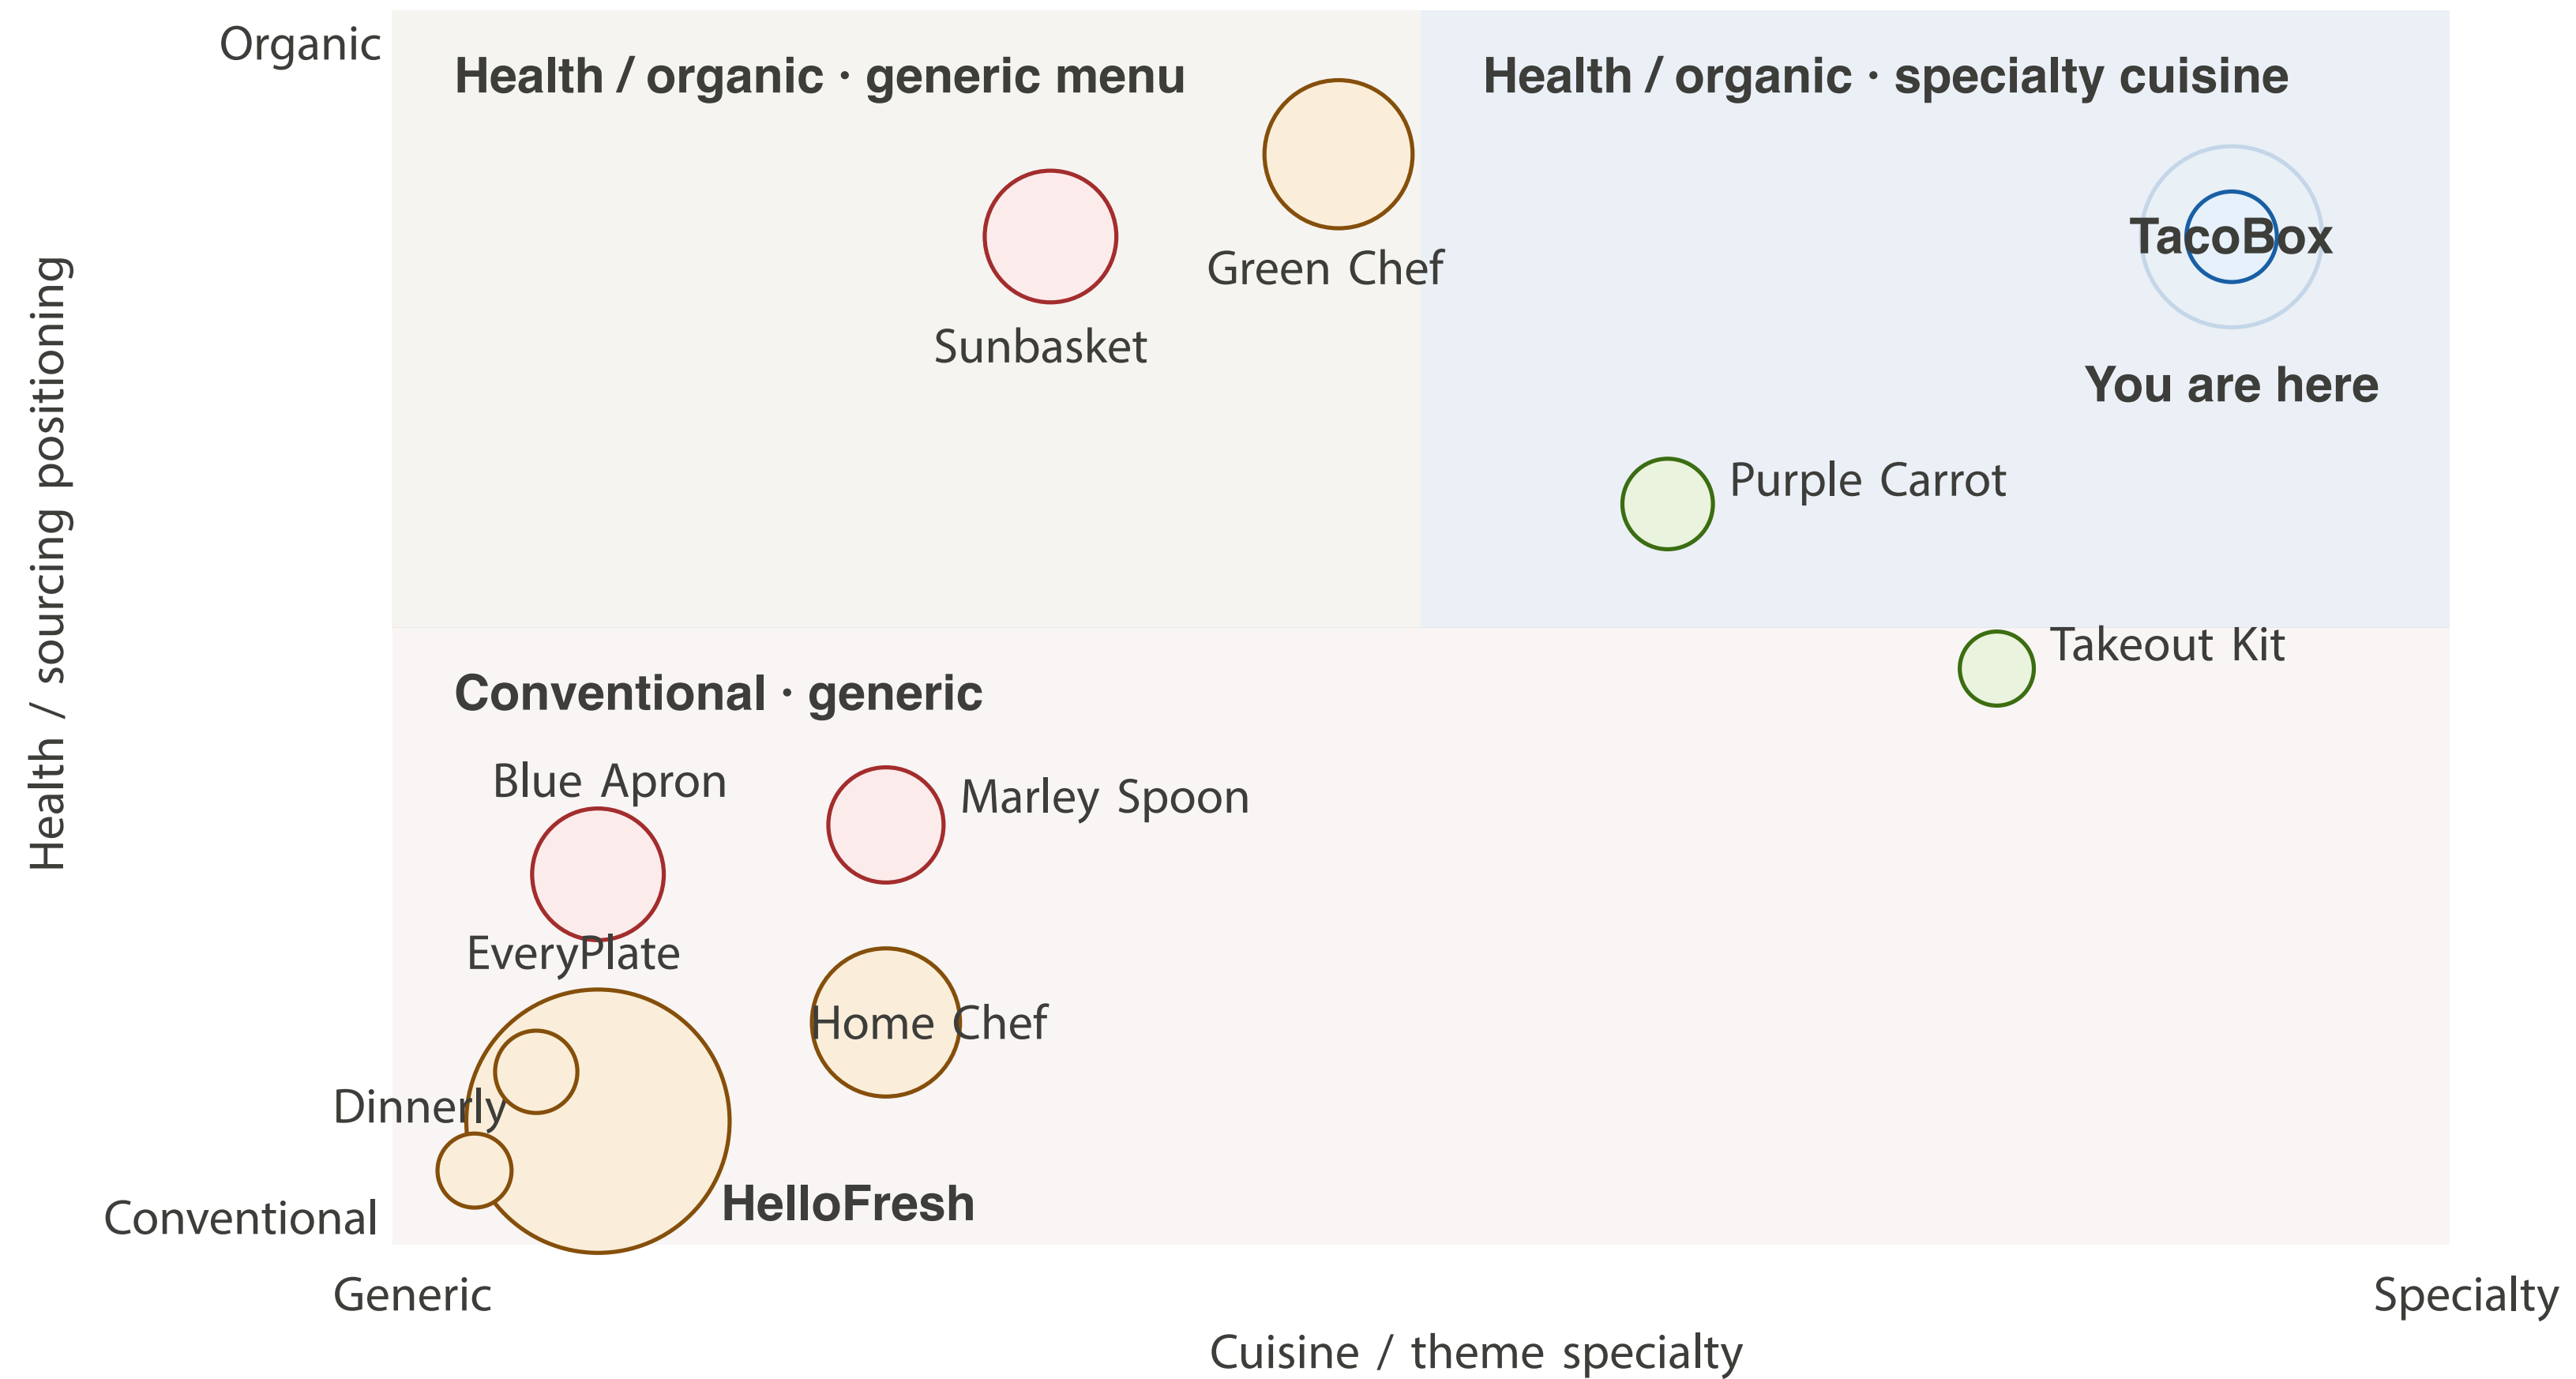 Organic
Health / organic · generic menu
Health / organic · specialty cuisine
TacoBox
Green Chef
Sunbasket
You are here
Purple Carrot
Health / sourcing positioning
Takeout Kit
Conventional · generic
Blue Apron
Marley Spoon
EveryPlate
Home Chef
Dinnerly
HelloFresh
Conventional
Generic
Specialty
Cuisine / theme specialty